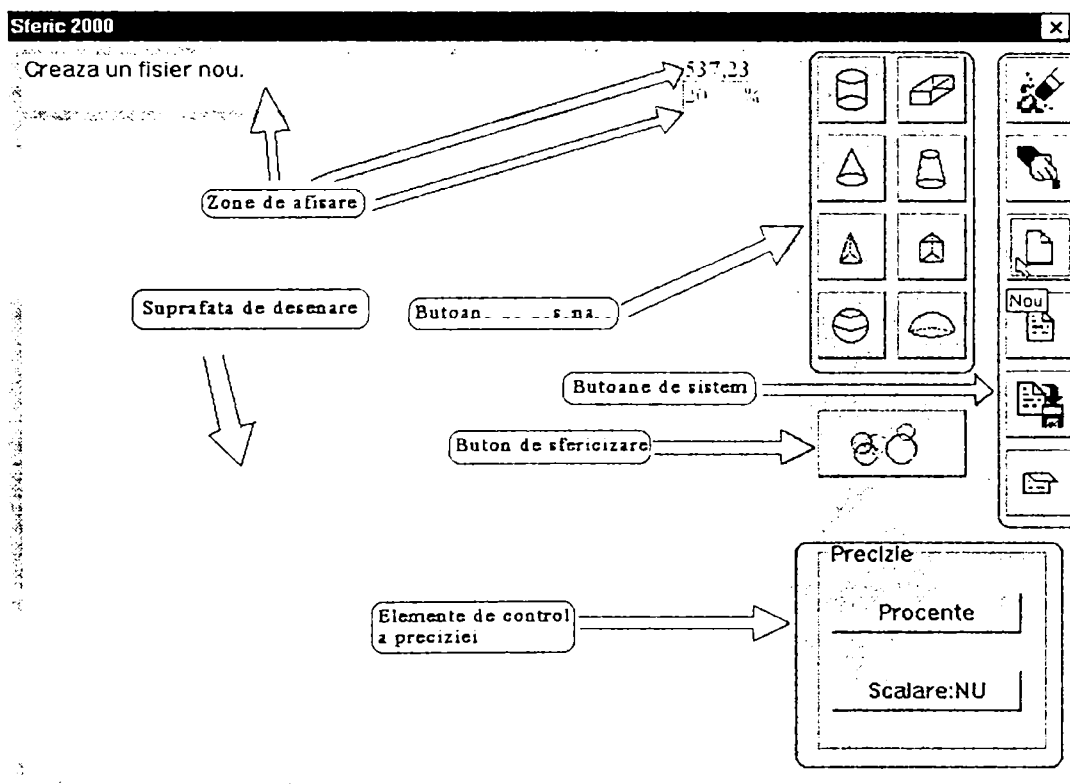 Sferic 2000
Creaza un fisier nou.
537,23
20 %
Zone de afisare
Suprafata de desenare
Nou
Butoane de sistem
Buton de sfericizare
Precizie
Elemente de control
a preciziei
Procente
Scalare:NU